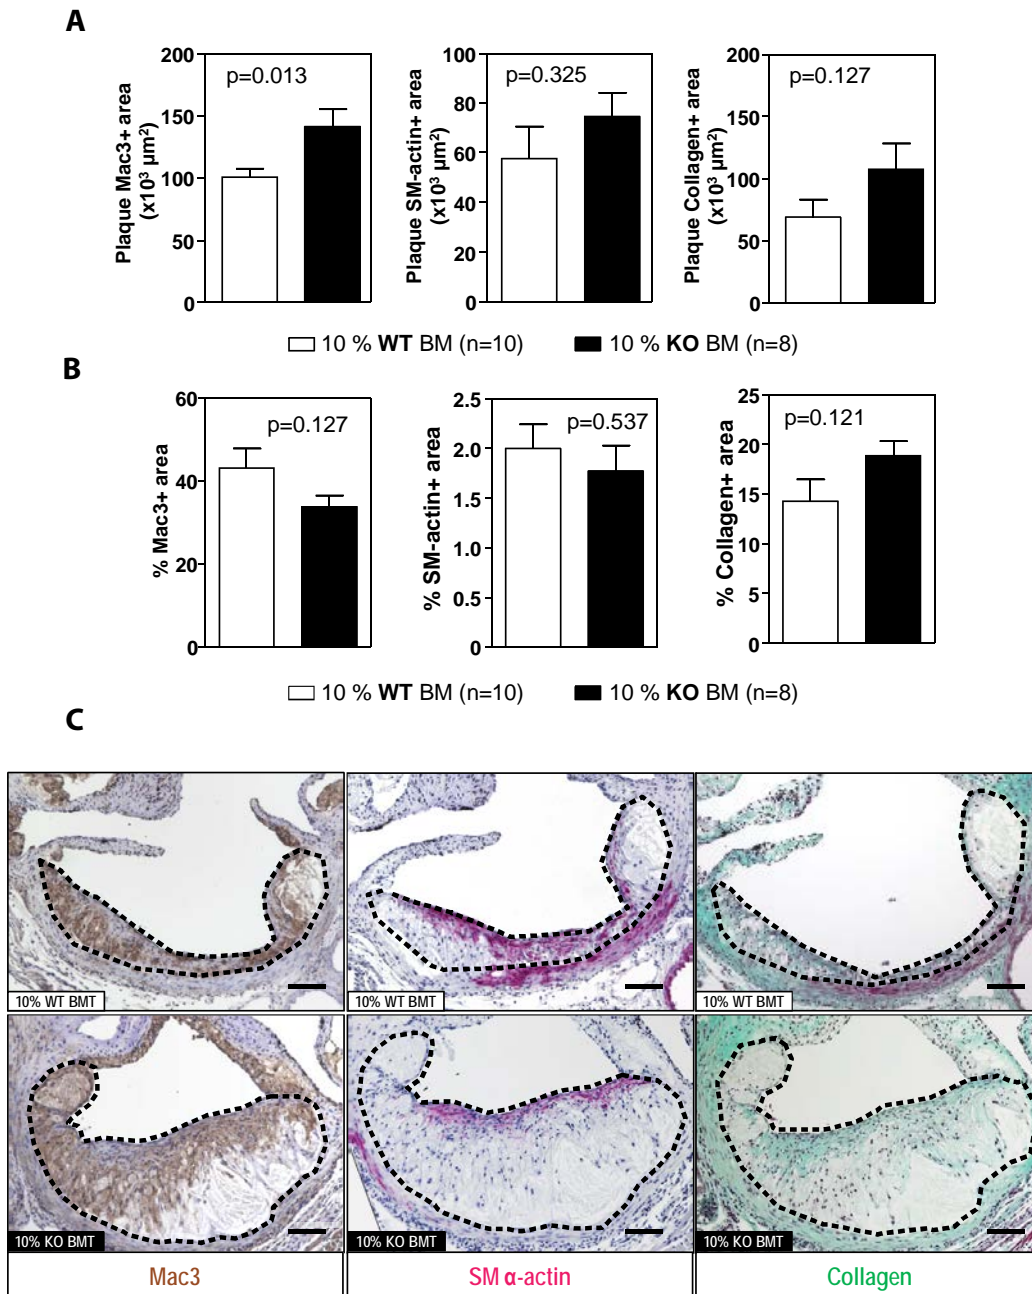 A
Plaque Mac3+ area
(x10³ µm²)
200
150
100
50
0
p=0.013
Plaque SM-actin+ area
(x10³ µm²)
100
80
60
40
20
0
p=0.325
Plaque Collagen+ area
(x10³ µm²)
200
150
100
50
0
p=0.127
10 % WT BM (n=10)
10 % KO BM (n=8)
B
% Mac3+ area
60
40
20
0
p=0.127
% SM-actin+ area
2.5
2.0
1.5
1.0
0.5
0
p=0.537
% Collagen+ area
25
20
15
10
5
0
p=0.121
10 % WT BM (n=10)
10 % KO BM (n=8)
C
10% WT BMT
10% WT BMT
10% WT BMT
10% KO BMT
10% KO BMT
10% KO BMT
Mac3
SM α-actin
Collagen